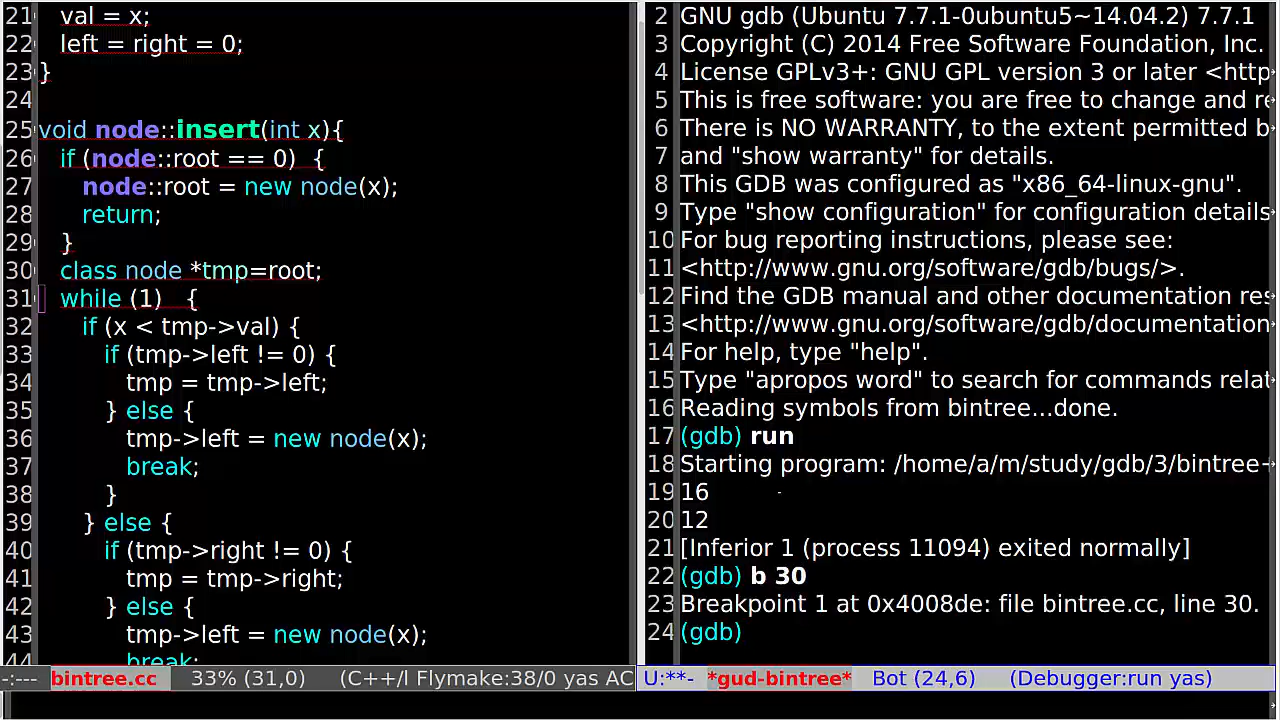 21 val = x;
22 left = right = 0;
23 }
24
25 void node::insert(int x){
26 if (node::root == 0) {
27 node::root = new node(x);
28 return;
29 }
30 class node *tmp=root;
31 while (1) {
32 if (x < tmp->val) {
33 if (tmp->left != 0) {
34 tmp = tmp->left;
35 } else {
36 tmp->left = new node(x);
37 break;
38 }
39 } else {
40 if (tmp->right != 0) {
41 tmp = tmp->right;
42 } else {
43 tmp->left = new node(x);
44 break;
-:--- bintree.cc 33% (31,0) (C++/l Flymake:38/0 yas AC
2 GNU gdb (Ubuntu 7.7.1-0ubuntu5~14.04.2) 7.7.1
3 Copyright (C) 2014 Free Software Foundation, Inc.
4 License GPLv3+: GNU GPL version 3 or later <http
5 This is free software: you are free to change and re
6 There is NO WARRANTY, to the extent permitted b
7 and "show warranty" for details.
8 This GDB was configured as "x86_64-linux-gnu".
9 Type "show configuration" for configuration details
10 For bug reporting instructions, please see:
11 <http://www.gnu.org/software/gdb/bugs/>.
12 Find the GDB manual and other documentation res
13 <http://www.gnu.org/software/gdb/documentation
14 For help, type "help".
15 Type "apropos word" to search for commands relat
16 Reading symbols from bintree...done.
17 (gdb) run
18 Starting program: /home/a/m/study/gdb/3/bintree
19 16
20 12
21 [Inferior 1 (process 11094) exited normally]
22 (gdb) b 30
23 Breakpoint 1 at 0x4008de: file bintree.cc, line 30.
24 (gdb)
U:**- *gud-bintree* Bot (24,6) (Debugger:run yas)